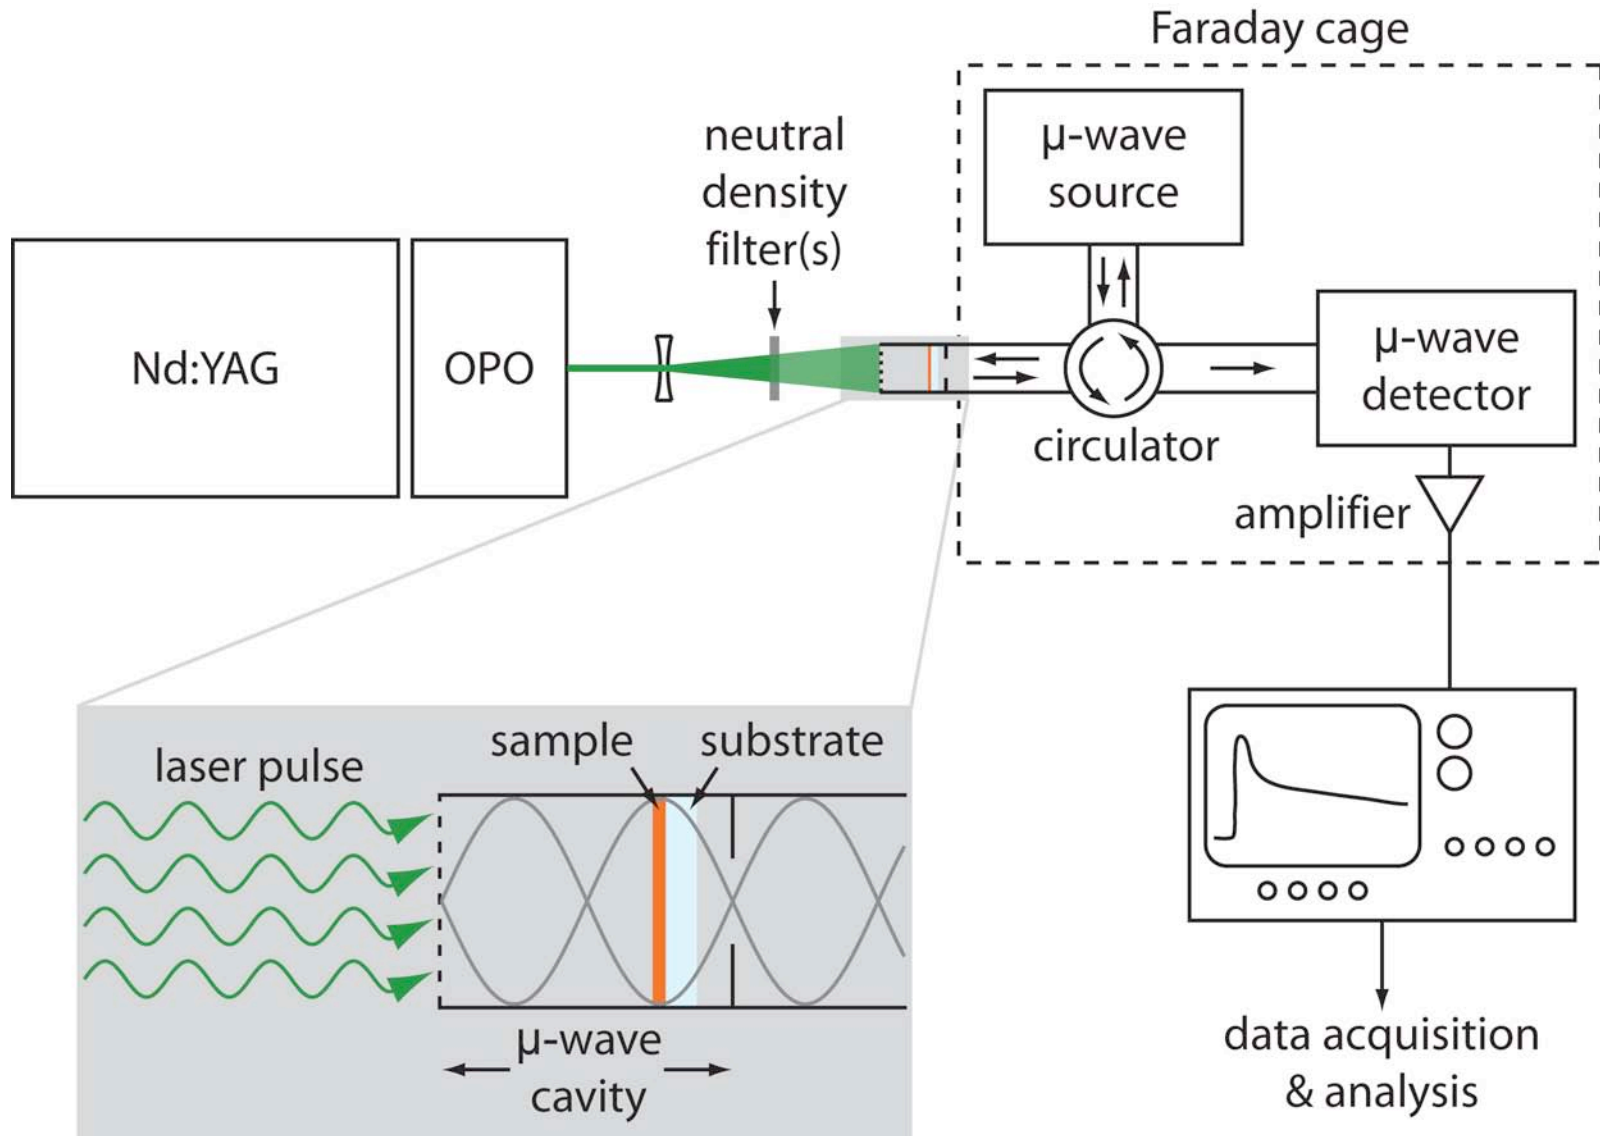 Faraday cage
μ-wave
source
neutral
density
filter(s)
Nd:YAG
OPO
μ-wave
detector
circulator
amplifier
laser pulse
sample
substrate
μ-wave
cavity
data acquisition
& analysis